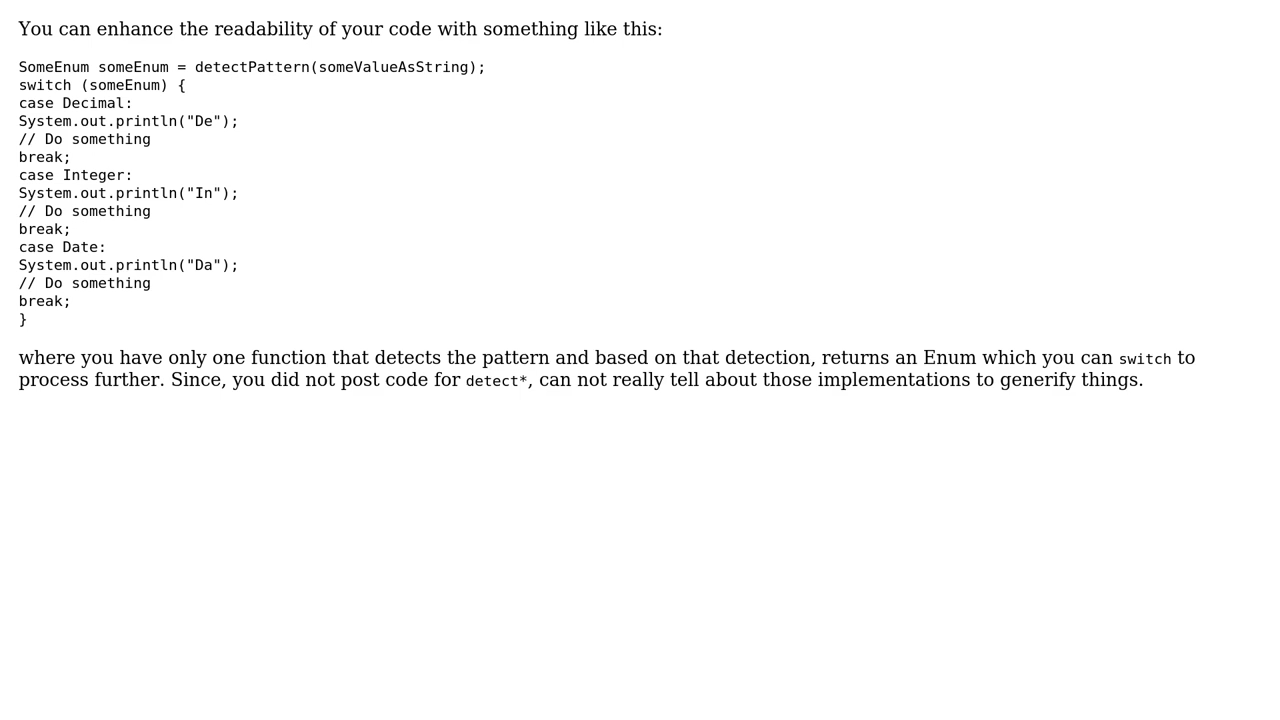 You can enhance the readability of your code with something like this:
SomeEnum someEnum = detectPattern(someValueAsString);
switch (someEnum) {
case Decimal:
System.out.println("De");
// Do something
break;
case Integer:
System.out.println("In");
// Do something
break;
case Date:
System.out.println("Da");
// Do something
break;
}
where you have only one function that detects the pattern and based on that detection, returns an Enum which you can switch to
process further. Since, you did not post code for detect*, can not really tell about those implementations to generify things.